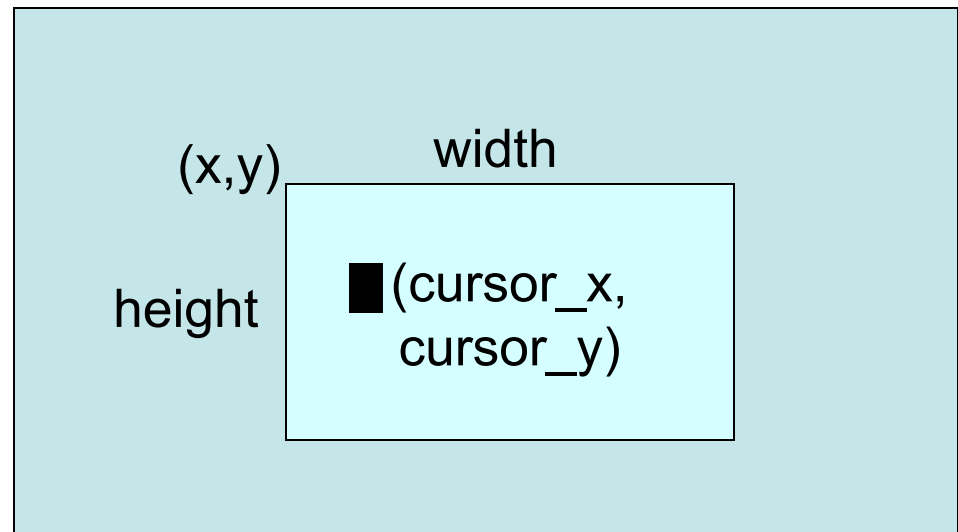 width
(x,y)
height
(cursor_x,
cursor_y)